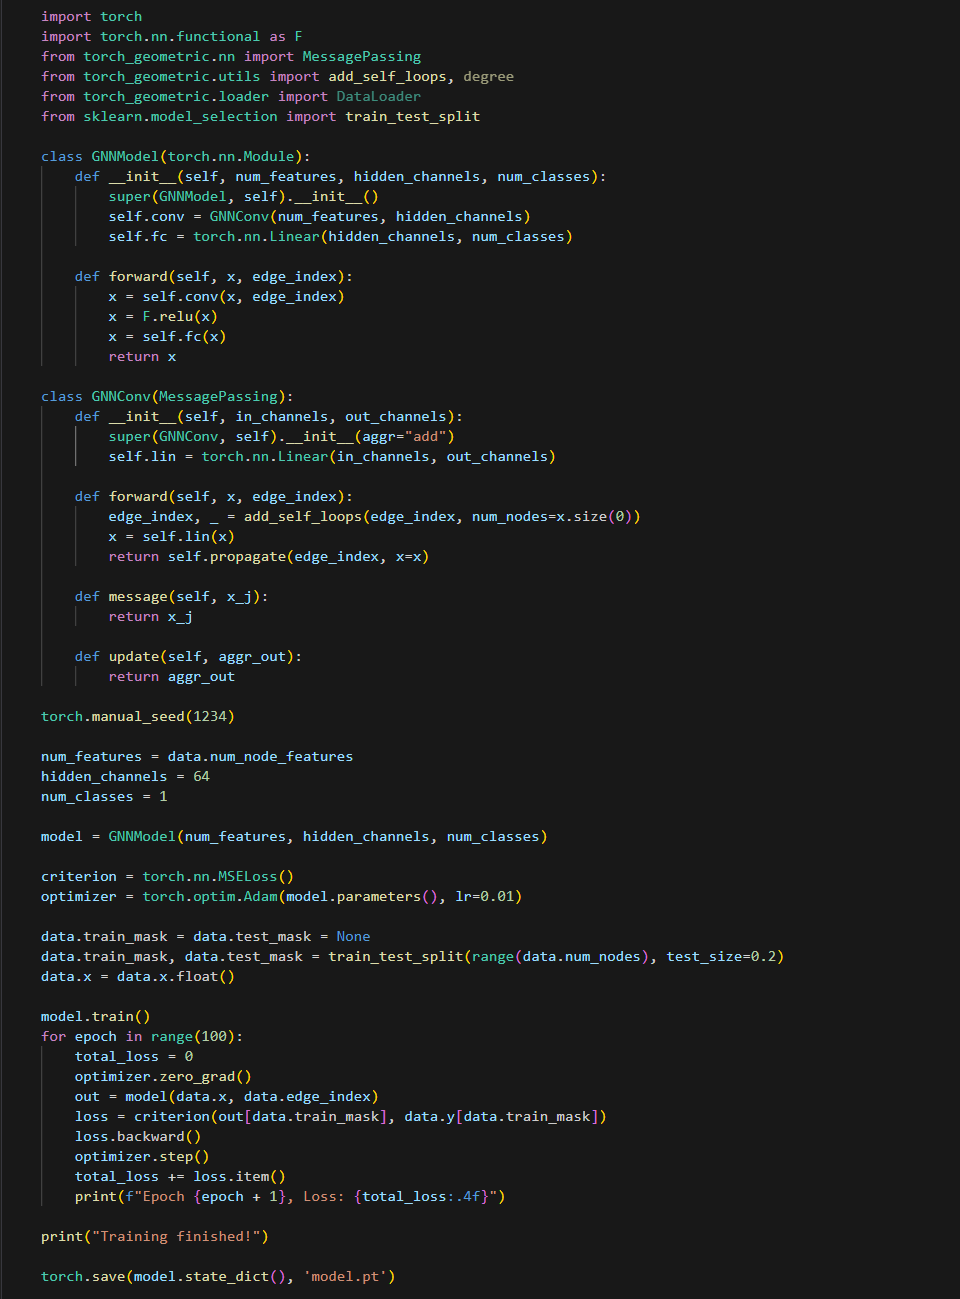 import torch
import torch.nn.functional as F
from torch_geometric.nn import MessagePassing
from torch_geometric.utils import add_self_loops, degree
from torch_geometric.loader import DataLoader
from sklearn.model_selection import train_test_split

class GNNModel(torch.nn.Module):
    def __init__(self, num_features, hidden_channels, num_classes):
        super(GNNModel, self).__init__()
        self.conv = GNNConv(num_features, hidden_channels)
        self.fc = torch.nn.Linear(hidden_channels, num_classes)

    def forward(self, x, edge_index):
        x = self.conv(x, edge_index)
        x = F.relu(x)
        x = self.fc(x)
        return x

class GNNConv(MessagePassing):
    def __init__(self, in_channels, out_channels):
        super(GNNConv, self).__init__(aggr="add")
        self.lin = torch.nn.Linear(in_channels, out_channels)

    def forward(self, x, edge_index):
        edge_index, _ = add_self_loops(edge_index, num_nodes=x.size(0))
        x = self.lin(x)
        return self.propagate(edge_index, x=x)

    def message(self, x_j):
        return x_j

    def update(self, aggr_out):
        return aggr_out

torch.manual_seed(1234)

num_features = data.num_node_features
hidden_channels = 64
num_classes = 1

model = GNNModel(num_features, hidden_channels, num_classes)

criterion = torch.nn.MSELoss()
optimizer = torch.optim.Adam(model.parameters(), lr=0.01)

data.train_mask = data.test_mask = None
data.train_mask, data.test_mask = train_test_split(range(data.num_nodes), test_size=0.2)
data.x = data.x.float()

model.train()
for epoch in range(100):
    total_loss = 0
    optimizer.zero_grad()
    out = model(data.x, data.edge_index)
    loss = criterion(out[data.train_mask], data.y[data.train_mask])
    loss.backward()
    optimizer.step()
    total_loss += loss.item()
    print(f"Epoch {epoch + 1}, Loss: {total_loss:.4f}")

print("Training finished!")

torch.save(model.state_dict(), 'model.pt')